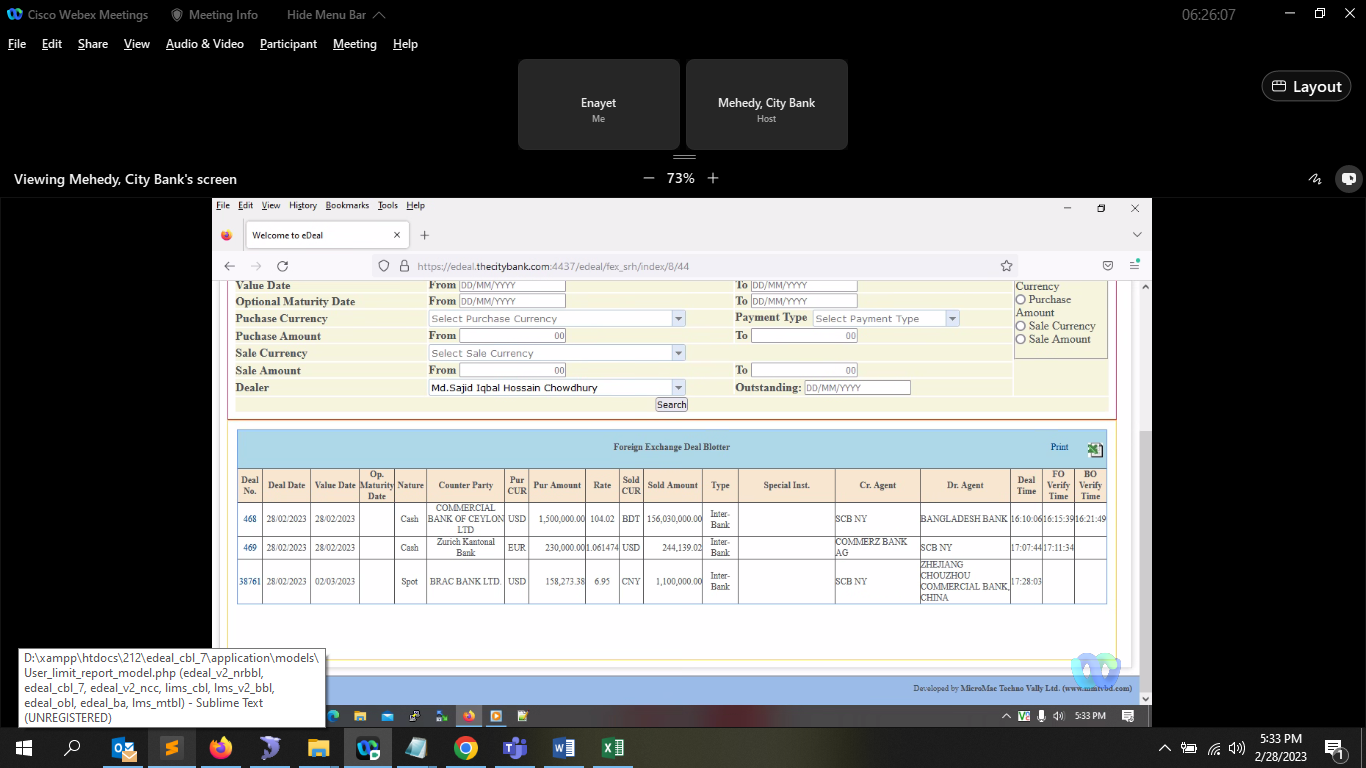 Cisco Webex Meetings Meeting Info Hide Menu Bar 06:26:07
File Edit Share View Audio & Video Participant Meeting Help
Enayet
Me
Mehedy, City Bank
Host
Layout
Viewing Mehedy, City Bank's screen
73%
File Edit View History Bookmarks Tools Help
Welcome to eDeal
https://edeal.thecitybank.com:4437/edeal/fex_srh/index/8/44
Value Date From DD/MM/YYYY To DD/MM/YYYY
Optional Maturity Date From DD/MM/YYYY To DD/MM/YYYY
Puchase Currency Select Purchase Currency Payment Type Select Payment Type
Puchase Amount From 00 To 00
Sale Currency Select Sale Currency
Sale Amount From 00 To 00
Dealer Md.Sajid Iqbal Hossain Chowdhury Outstanding: DD/MM/YYYY
Currency
Purchase
Amount
Sale Currency
Sale Amount
Search
Foreign Exchange Deal Blotter Print
Deal No. Deal Date Value Date Op. Maturity Date Nature Counter Party Pur CUR Pur Amount Rate Sold CUR Sold Amount Type Special Inst. Cr. Agent Dr. Agent Deal Time FO Verify Time BO Verify Time
468 28/02/2023 28/02/2023 Cash COMMERCIAL BANK OF CEYLON LTD USD 1,500,000.00 104.02 BDT 156,030,000.00 Inter-Bank SCB NY BANGLADESH BANK 16:10:06 16:15:39 16:21:49
469 28/02/2023 28/02/2023 Cash Zurich Kantonal Bank EUR 230,000.00 1.061474 USD 244,139.02 Inter-Bank COMMERZ BANK AG SCB NY 17:07:44 17:11:34
38761 28/02/2023 02/03/2023 Spot BRAC BANK LTD. USD 158,273.38 6.95 CNY 1,100,000.00 Inter-Bank SCB NY ZHEJIANG CHOUZHOU COMMERCIAL BANK, CHINA 17:28:03
Developed by MicroMac Techno Vally Ltd. (www.mmtvbd.com)
5:33 PM
D:\xampp\htdocs\212\edeal_cbl_7\application\models\
User_limit_report_model.php (edeal_v2_nrbbl,
edeal_cbl_7, edeal_v2_ncc, lims_cbl, lms_v2_bbl,
edeal_obl, edeal_ba, lms_mtbl) - Sublime Text
(UNREGISTERED)
5:33 PM
2/28/2023
1